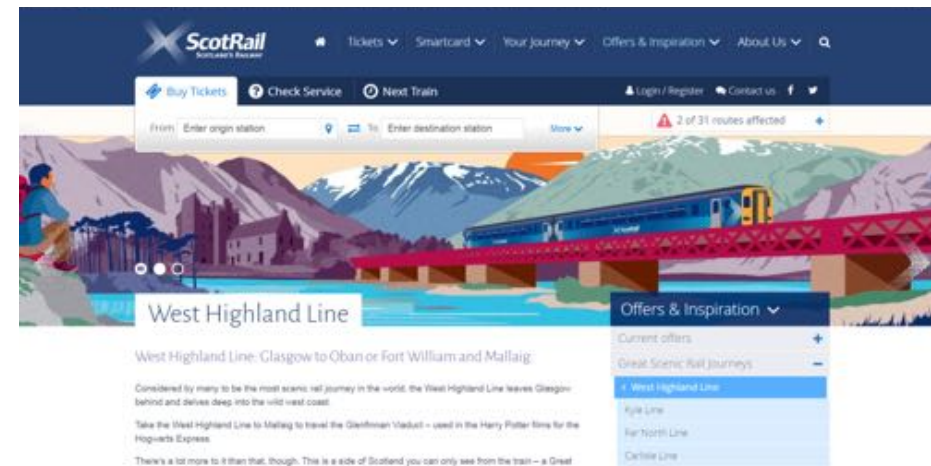 ScotRail
SCOTLAND'S RAILWAY
Tickets
Smartcard
Your Journey
Offers & Inspiration
About Us
Buy Tickets
Check Service
Next Train
Login / Register
Contact us
From
Enter origin station
To
Enter destination station
More
2 of 31 routes affected
ScotRail
West Highland Line
West Highland Line: Glasgow to Oban or Fort William and Mallaig
Considered by many to be the most scenic rail journey in the world, the West Highland Line leaves Glasgow
behind and delves deep into the wild west coast.
Take the West Highland Line to Mallaig to travel the Glenfinnan Viaduct – used in the Harry Potter films for the
Hogwarts Express.
There's a lot more to it than that, though. This is a side of Scotland you can only see from the train – a Great
Offers & Inspiration
Current offers
Great Scenic Rail Journeys
West Highland Line
Kyle Line
Far North Line
Carlisle Line